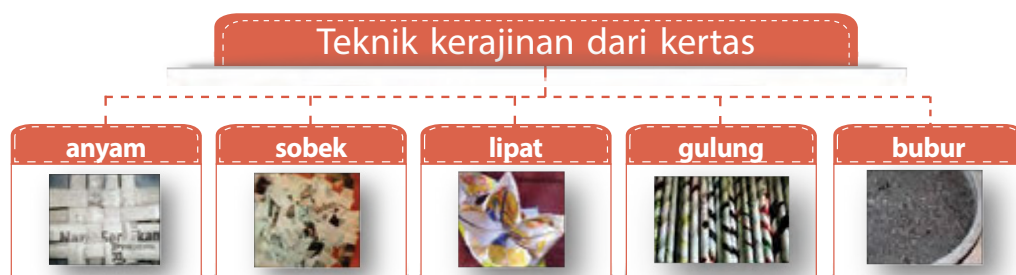 Teknik kerajinan dari kertas
anyam
sobek
lipat
gulung
bubur